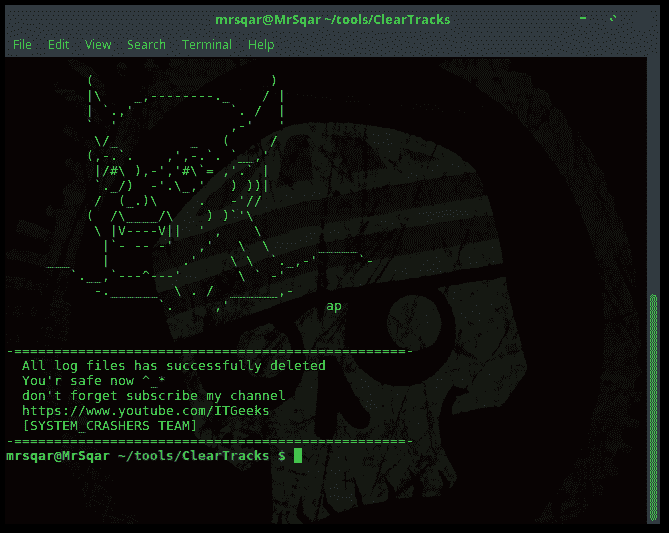 mrsqar@MrSqar ~/tools/ClearTracks
File Edit View Search Terminal Help
ap
-==================================================-
All log files has successfully deleted
You'r safe now ^_*
don't forget subscribe my channel
https://www.youtube.com/ITGeeks
[SYSTEM_CRASHERS TEAM]
-==================================================-
mrsqar@MrSqar ~/tools/ClearTracks $